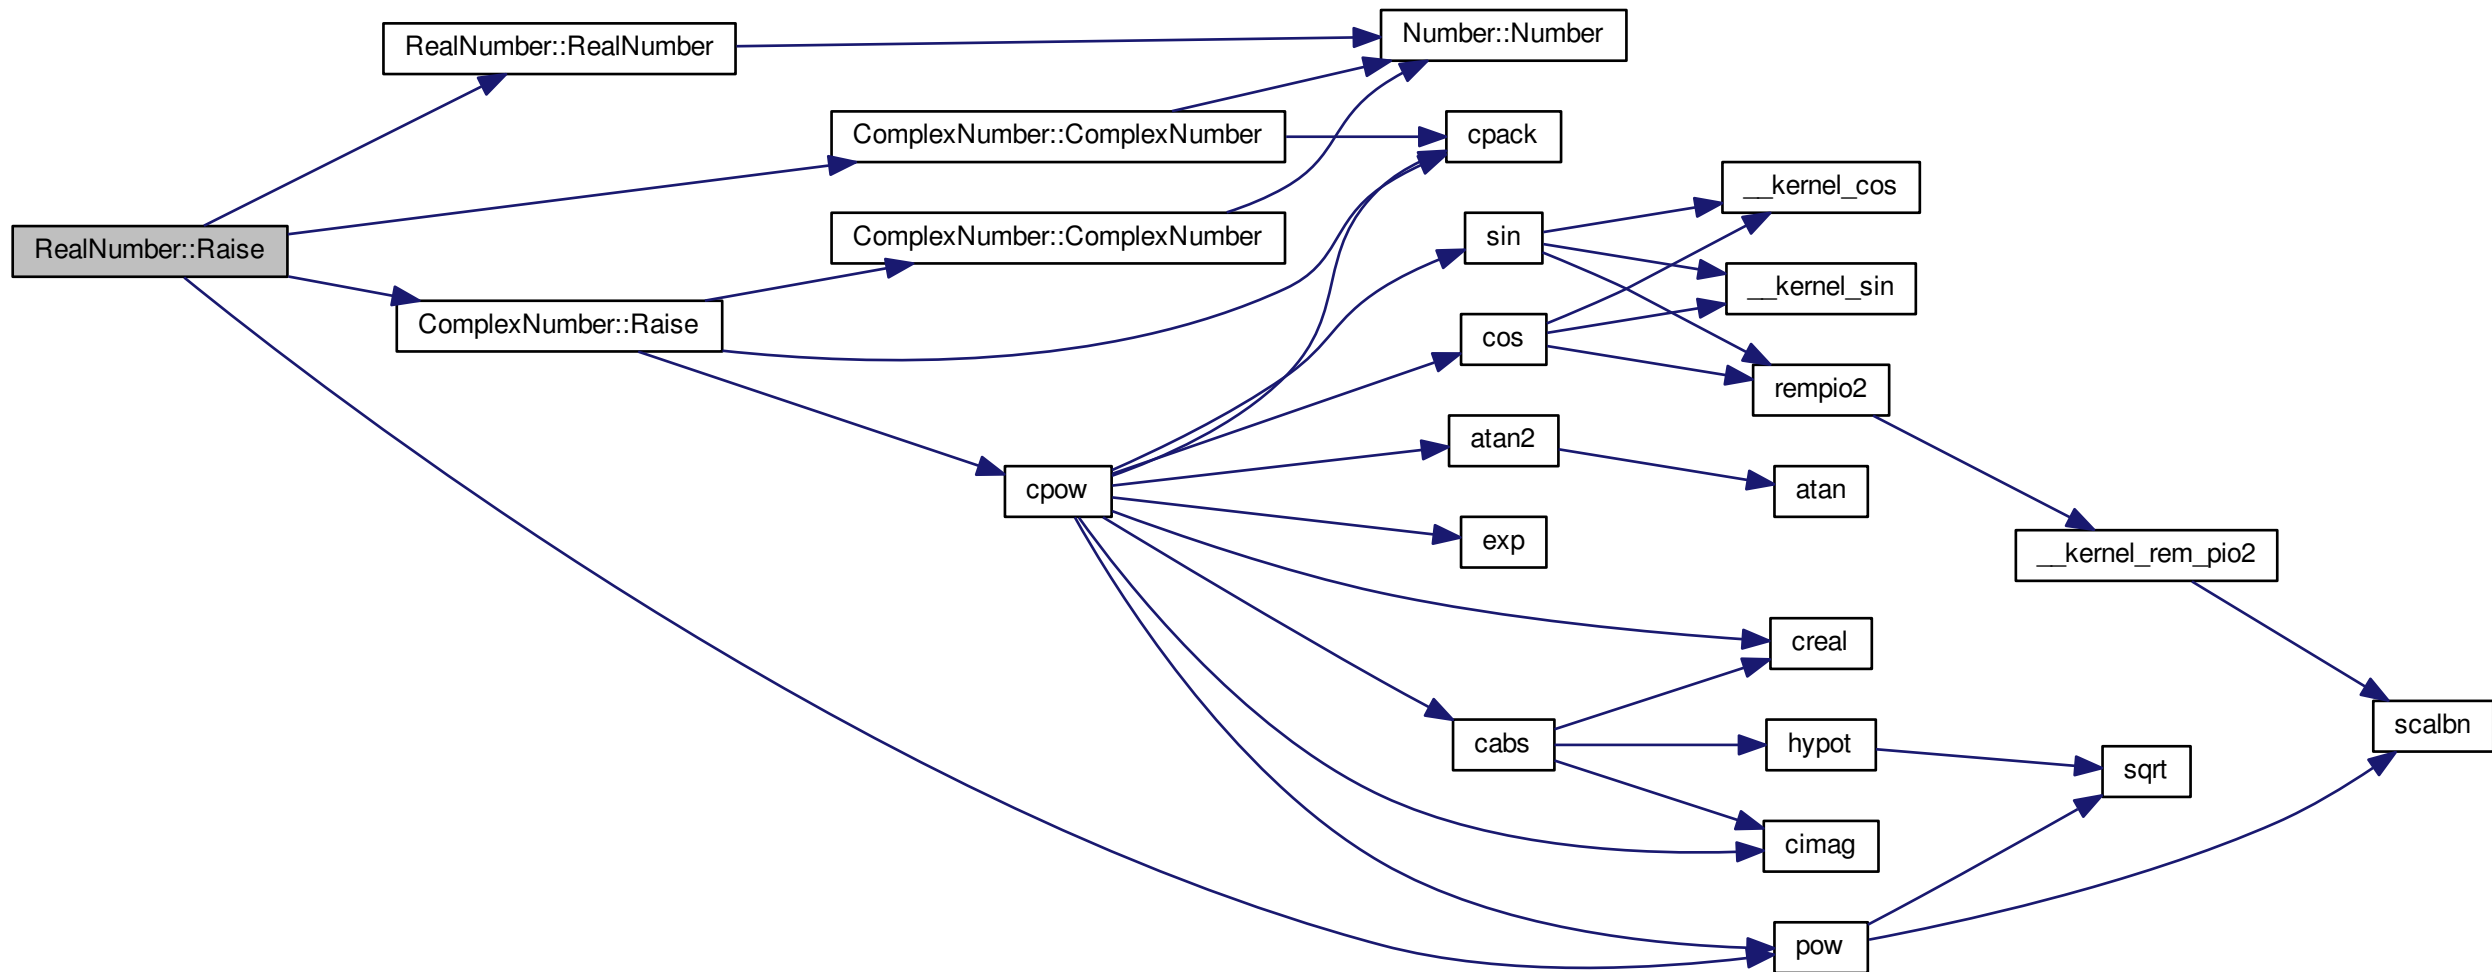 RealNumber::RealNumber
Number::Number
ComplexNumber::ComplexNumber
cpack
__kernel_cos
RealNumber::Raise
ComplexNumber::ComplexNumber
sin
__kernel_sin
ComplexNumber::Raise
cos
rempio2
atan2
cpow
atan
exp
__kernel_rem_pio2
creal
cabs
hypot
scalbn
sqrt
cimag
pow